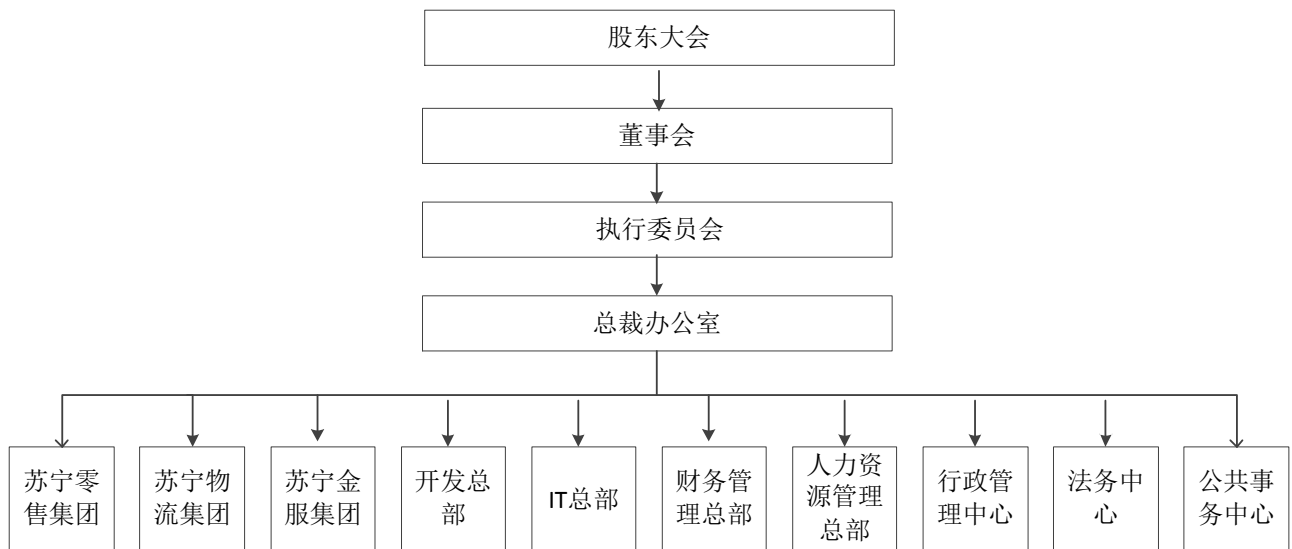 股东大会
董事会
执行委员会
总裁办公室
苏宁零
售集团
苏宁物
流集团
苏宁金
服集团
开发总
部
IT总部
财务管
理总部
人力资
源管理
总部
行政管
理中心
法务中
心
公共事
务中心